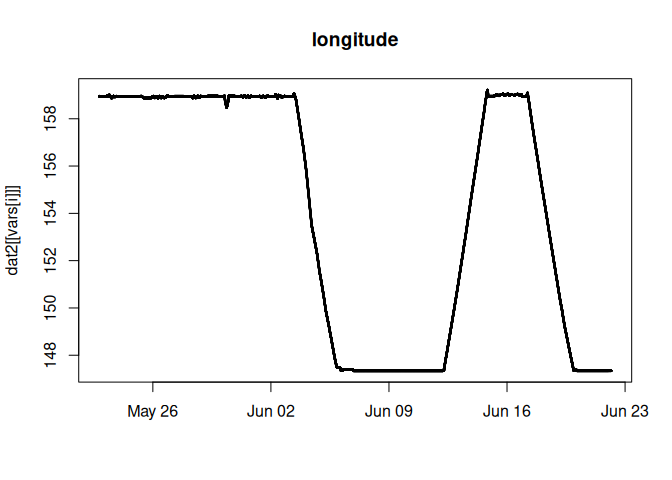 longitude
dat2[[vars[i]]]
158
156
154
152
150
148
May 26
Jun 02
Jun 09
Jun 16
Jun 23